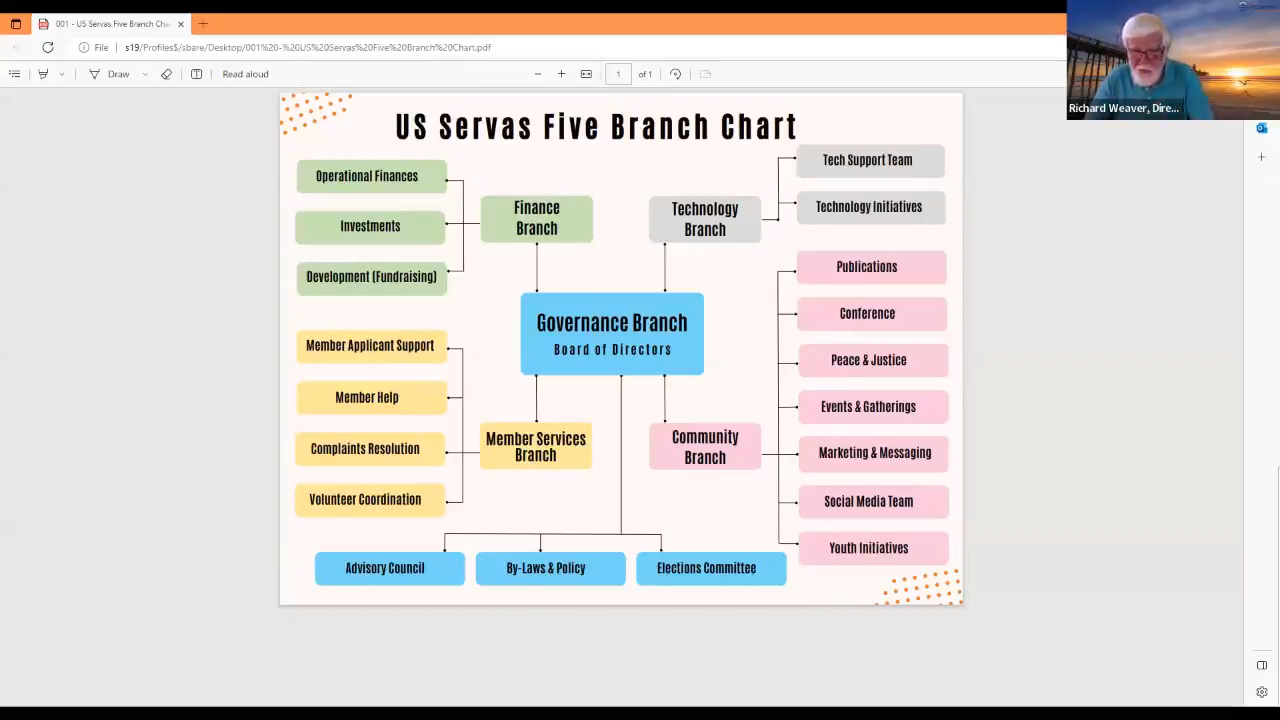 001 - US Servas Five Branch Cha
File
s19/Profiles$/sbare/Desktop/001%20-%20US%20Servas%20Five%20Branch%20Chart.pdf
Draw
Read aloud
1
of 1
Richard Weaver, Dire...
US Servas Five Branch Chart
Operational Finances
Investments
Development (Fundraising)
Finance
Branch
Technology
Branch
Tech Support Team
Technology Initiatives
Governance Branch
Board of Directors
Member Applicant Support
Member Help
Complaints Resolution
Volunteer Coordination
Member Services
Branch
Community
Branch
Publications
Conference
Peace & Justice
Events & Gatherings
Marketing & Messaging
Social Media Team
Youth Initiatives
Advisory Council
By-Laws & Policy
Elections Committee